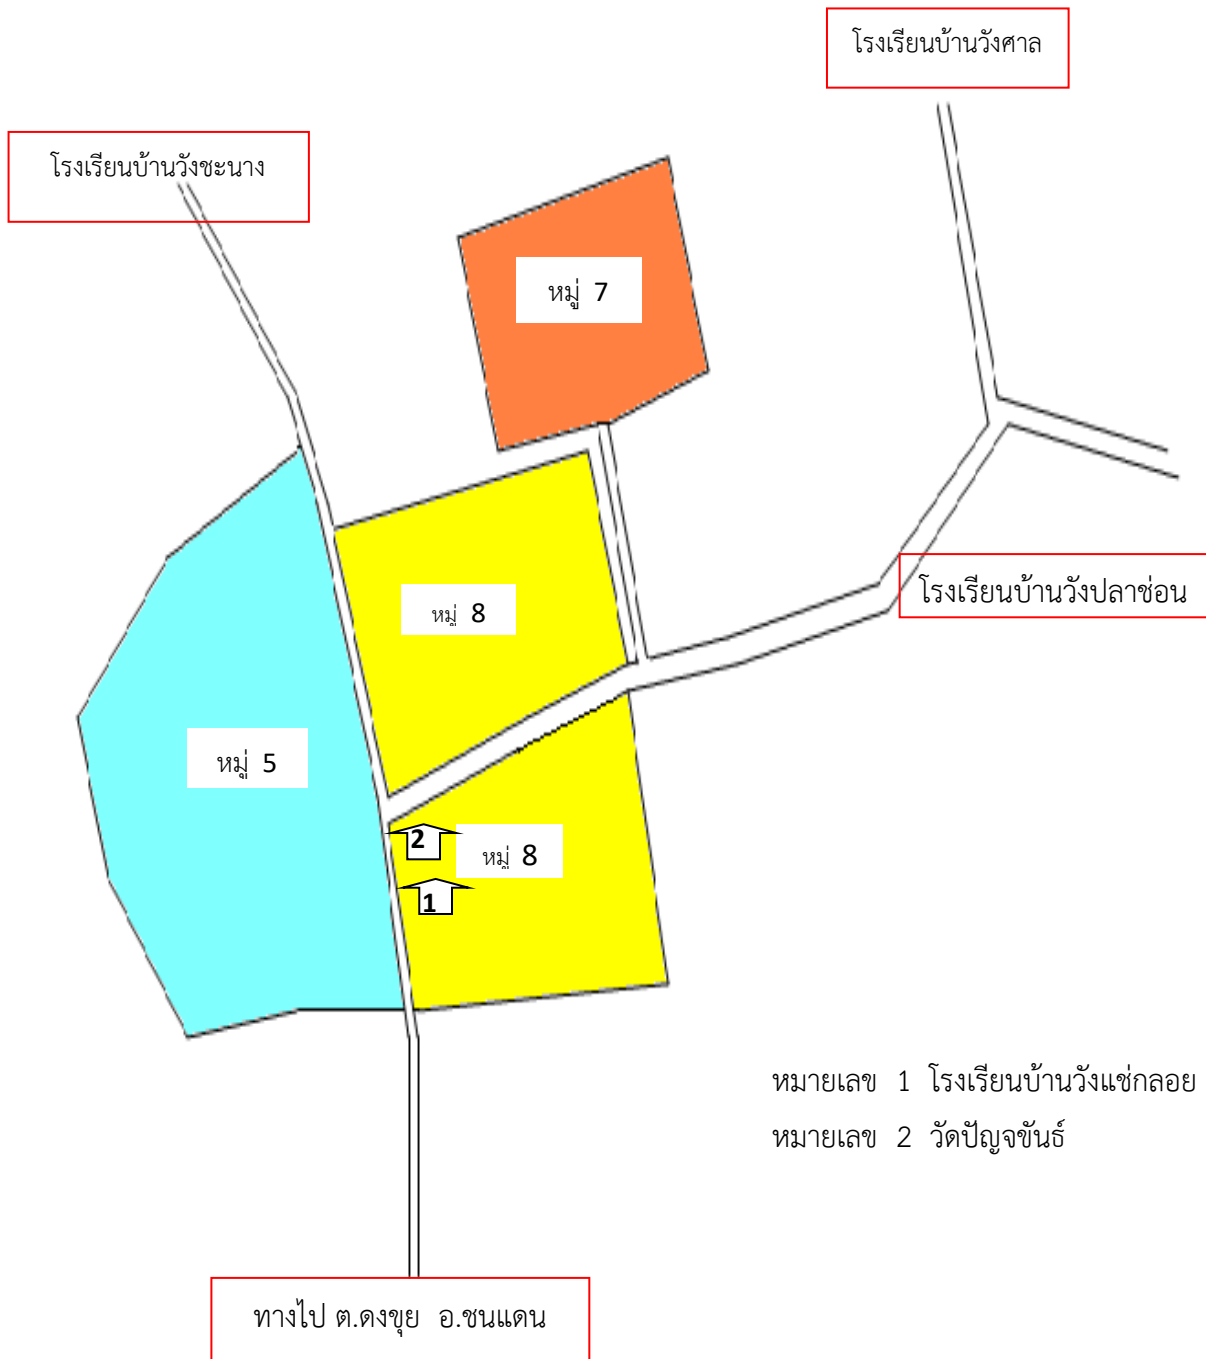 โรงเรียนบ้านวังศาล
โรงเรียนบ้านวังชะนาง
หมู่ 7
โรงเรียนบ้านวังปลาช่อน
หมู่ 8
หมู่ 5
2
หมู่ 8
1
หมายเลข 1 โรงเรียนบ้านวังแช่กลอย
หมายเลข 2 วัดปัญจขันธ์
ทางไป ต.ดงขุย อ.ชนแดน